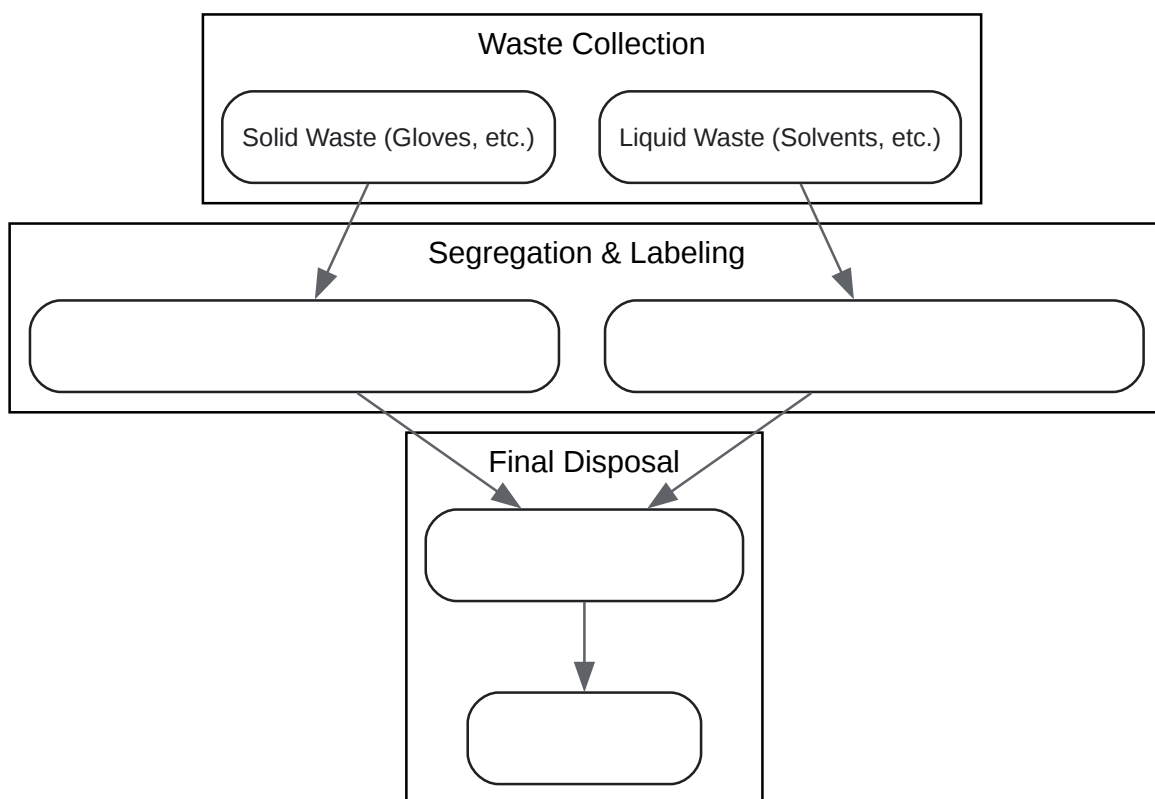 Waste Collection
Solid Waste (Gloves, etc.)
Liquid Waste (Solvents, etc.)
Segregation & Labeling
Final Disposal